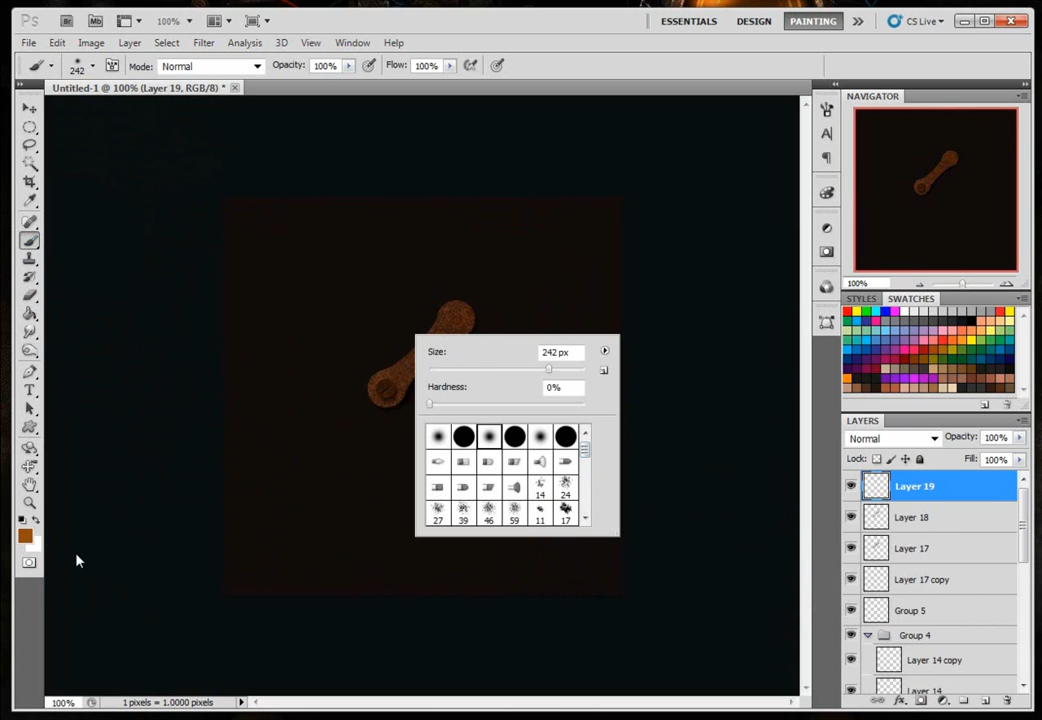 Ps Br Mb 100% ESSENTIALS DESIGN PAINTING CS Live
File Edit Image Layer Select Filter Analysis 3D View Window Help
242 Mode: Normal Opacity: 100% Flow: 100%
Untitled-1 @ 100% (Layer 19, RGB/8) *
NAVIGATOR
100%
STYLES SWATCHES
Size: 242 px
Hardness: 0%
14 24
27 39 46 59 11 17
LAYERS
Normal Opacity: 100%
Lock: Fill: 100%
Layer 19
Layer 18
Layer 17
Layer 17 copy
Group 5
Group 4
Layer 14 copy
Layer 14
100% 1 pixels = 1.0000 pixels